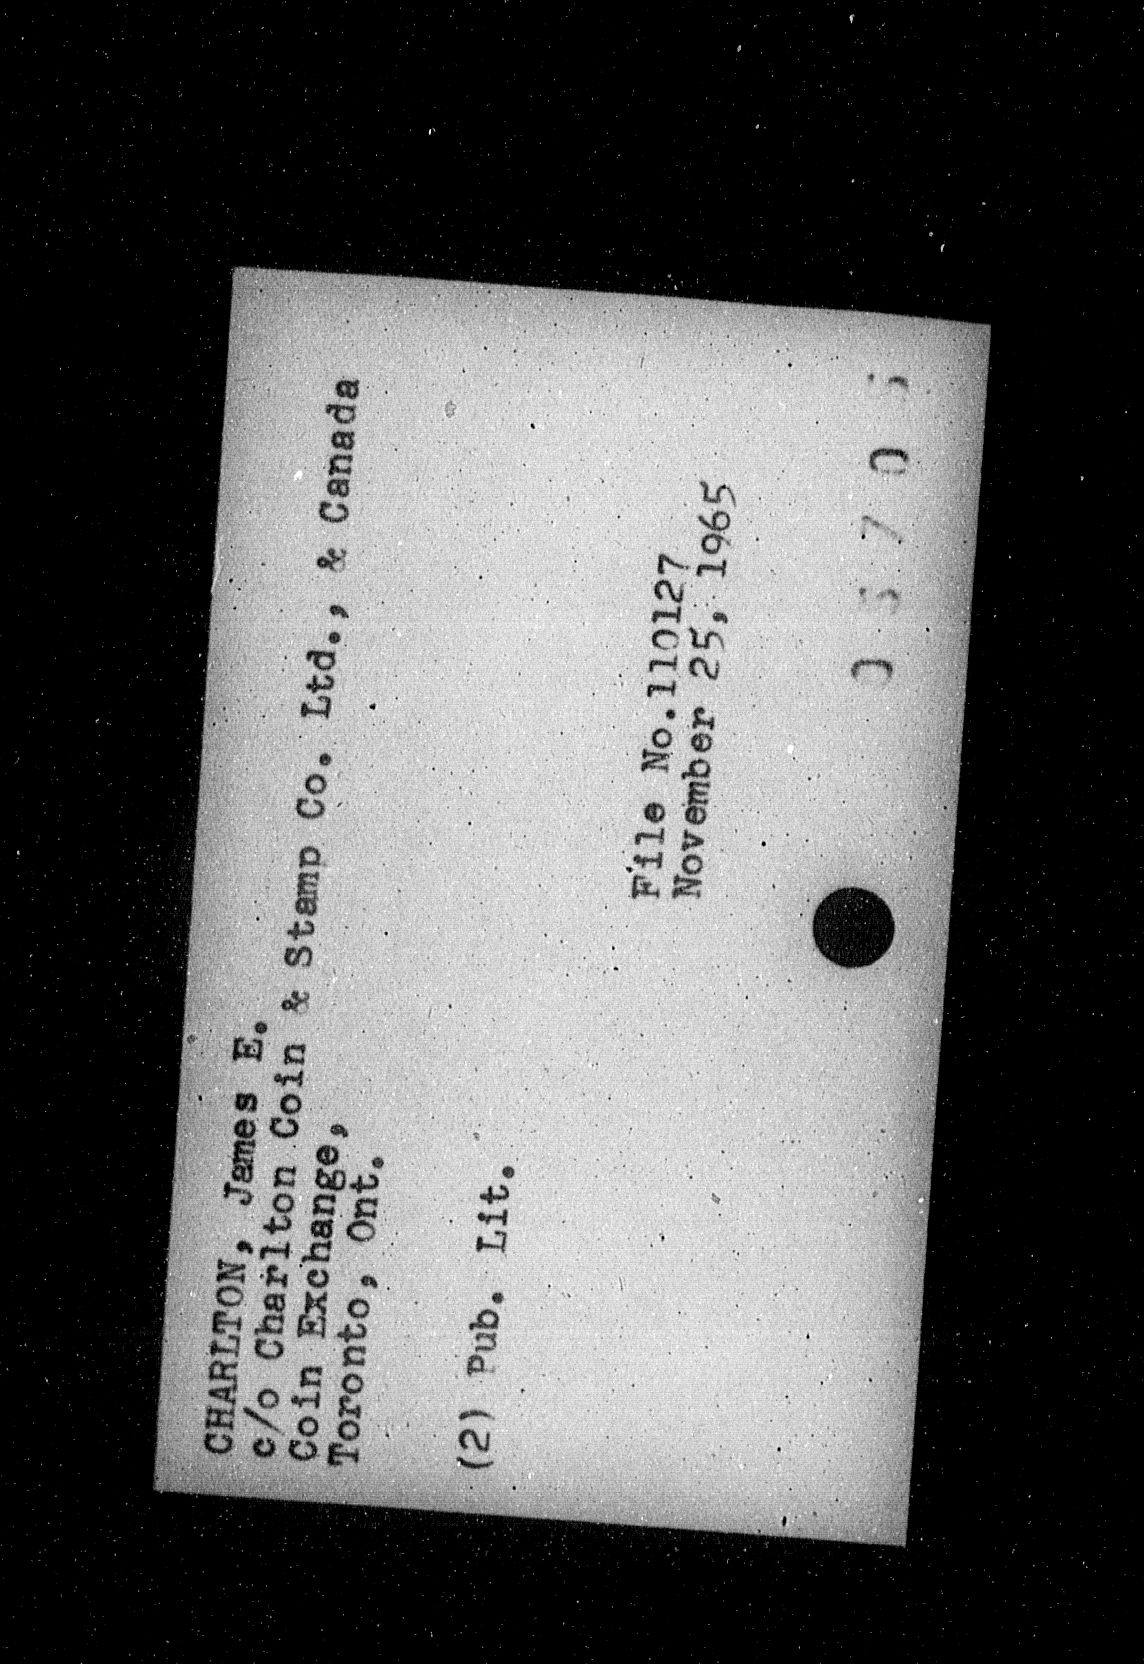 CHARLTON, James E.
c/o Charlton Coin & Stamp Co. Ltd., & Canada
Coin Exchange,
Toronto, Ont.
(2) Pub. Lit.
File No.110127
November 25, 1965